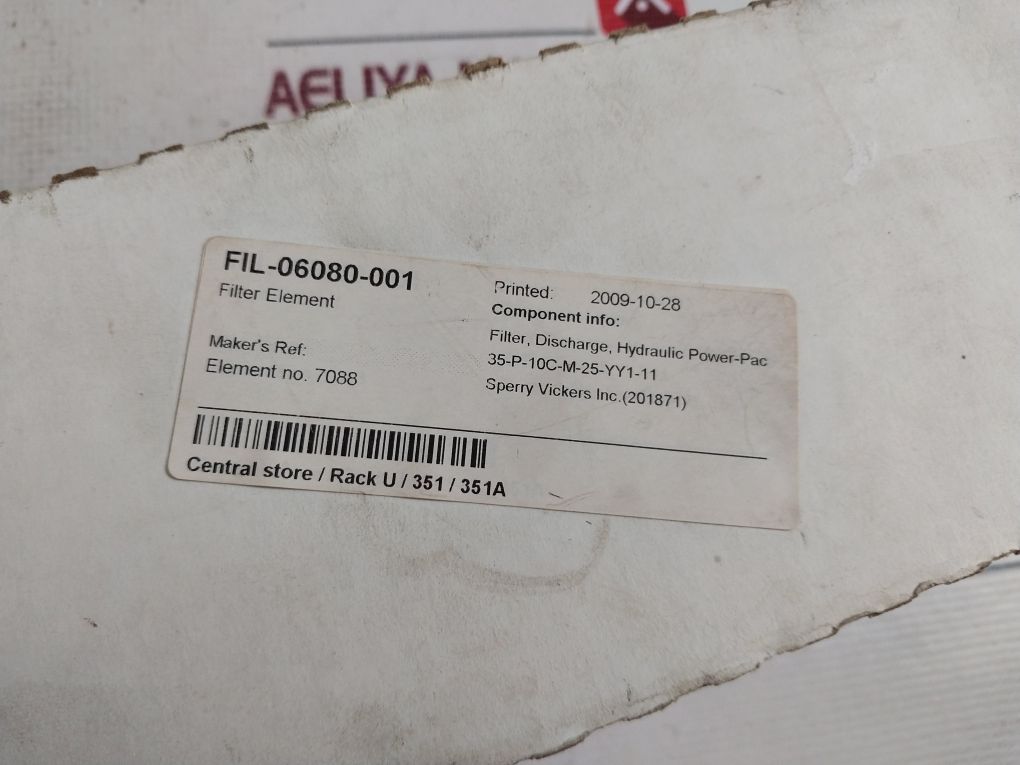 AELIYA
FIL-06080-001
Filter Element
Maker's Ref:
Element no. 7088
Printed: 2009-10-28
Component info:
Filter, Discharge, Hydraulic Power-Pac
35-P-10C-M-25-YY1-11
Sperry Vickers Inc.(201871)
Central store / Rack U / 351 / 351A